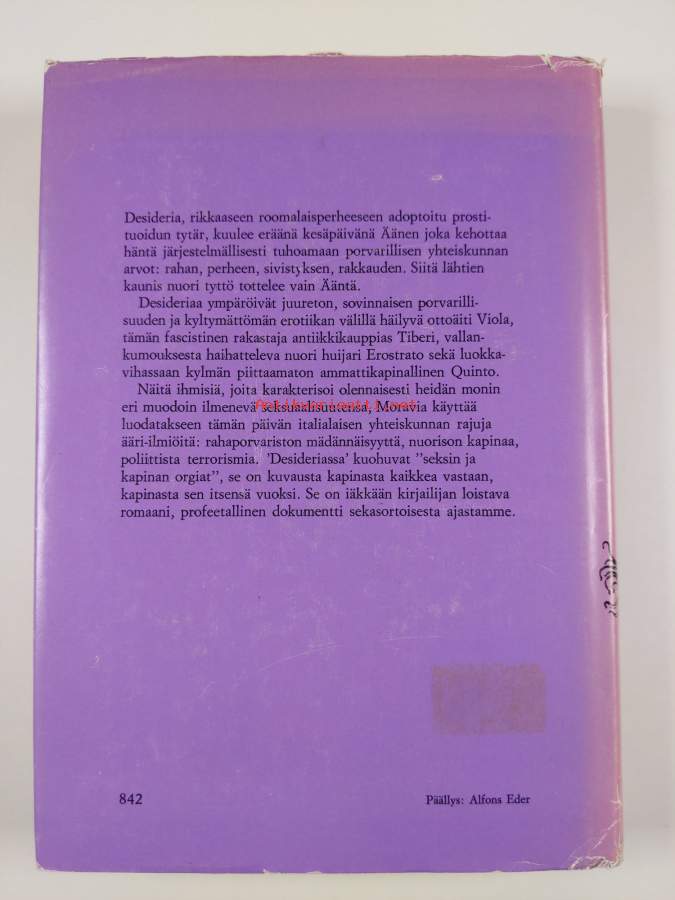 Desideria, rikkaaseen roomalaisperheeseen adoptoitu prosti-
tuoidun tytär, kuulee eräänä kesäpäivänä Äänen joka kehottaa
häntä järjestelmällisesti tuhoamaan porvarillisen yhteiskunnan
arvot: rahan, perheen, sivistyksen, rakkauden. Siitä lähtien
kaunis nuori tyttö tottelee vain Ääntä.
Desideriaa ympäröivät juureton, sovinnaisen porvarilli-
suuden ja kyltymättömän erotiikan välillä häilyvä ottoäiti Viola,
tämän fascistinen rakastaja antiikkikauppias Tiberi, vallan-
kumouksesta haihatteleva nuori huijari Erostrato sekä luokka-
vihassaan kylmän piittaamaton ammattikapinallinen Quinto.
Näitä ihmisiä, joita karakterisoi olennaisesti heidän monin
eri muodoin ilmenevä seksuaalisuutensa, Moravia käyttää
Antikvariaatti.net
luodatakseen tämän päivän italialaisen yhteiskunnan rajuja
ääri-ilmiöitä: rahaporvariston mädännäisyyttä, nuorison kapinaa,
poliittista terrorismia. 'Desideriassa' kuohuvat "seksin ja
kapinan orgiat", se on kuvausta kapinasta kaikkea vastaan,
kapinasta sen itsensä vuoksi. Se on iäkkään kirjailijan loistava
romaani, profeetallinen dokumentti sekasortoisesta ajastamme.
842
Päällys: Alfons Eder